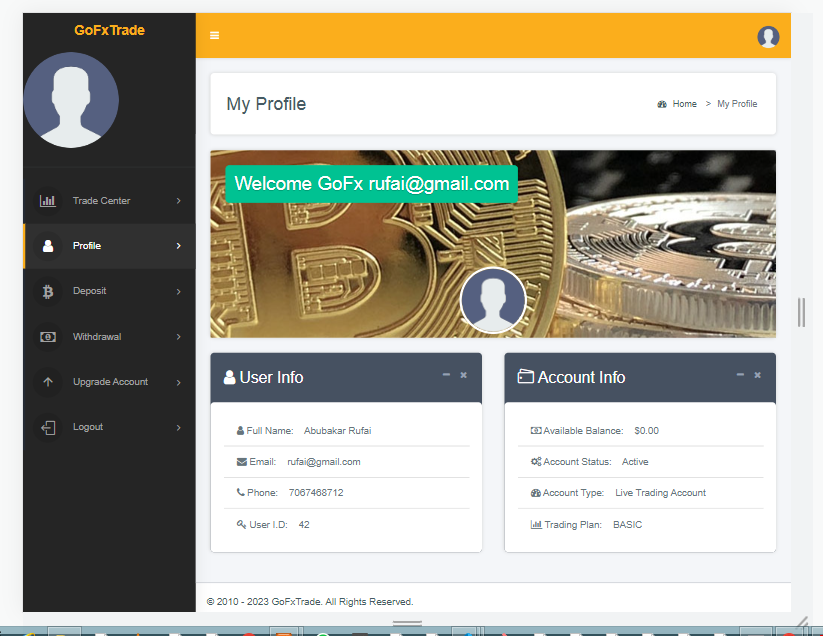 GoFxTrade
My Profile
Home > My Profile
Welcome GoFx rufai@gmail.com
Trade Center
Profile
Deposit
Withdrawal
Upgrade Account
Logout
User Info
Full Name: Abubakar Rufai
Email: rufai@gmail.com
Phone: 7067468712
User I.D: 42
Account Info
Available Balance: $0.00
Account Status: Active
Account Type: Live Trading Account
Trading Plan: BASIC
© 2010 - 2023 GoFxTrade. All Rights Reserved.